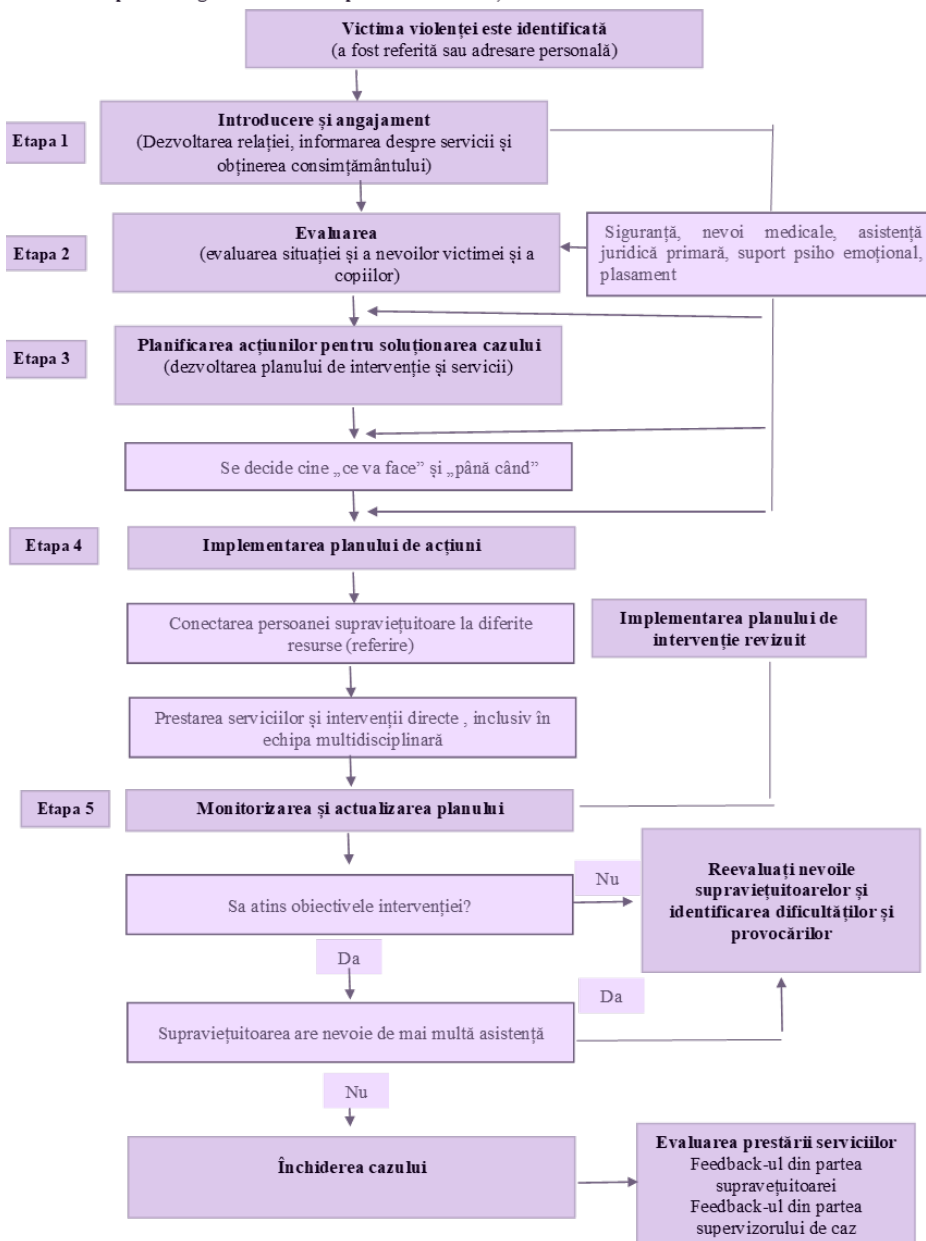 Victima violenței este identificată
(a fost referită sau adresare personală)
Etapa 1
Introducere și angajament
(Dezvoltarea relației, informarea despre servicii și
obținerea consimțământului)
Etapa 2
Evaluarea
(evaluarea situației și a nevoilor victimei și a
copiilor)
Siguranță, nevoi medicale, asistență
juridică primară, suport psiho emoțional,
plasament
Etapa 3
Planificarea acțiunilor pentru soluționarea cazului
(dezvoltarea planului de intervenție și servicii)
Se decide cine „ce va face” și „până când”
Etapa 4
Implementarea planului de acțiuni
Conectarea persoanei supraviețuitoare la diferite
resurse (referire)
Implementarea planului de
intervenție revizuit
Prestarea serviciilor și intervenții directe , inclusiv în
echipa multidisciplinară
Etapa 5
Monitorizarea și actualizarea planului
Sa atins obiectivele intervenției?
Nu
Reevaluați nevoile
supraviețuitoarelor și
identificarea dificultăților și
provocărilor
Da
Da
Supraviețuitoarea are nevoie de mai multă asistență
Nu
Închiderea cazului
Evaluarea prestării serviciilor
Feedback-ul din partea
supravețuitoarei
Feedback-ul din partea
supervizorului de caz